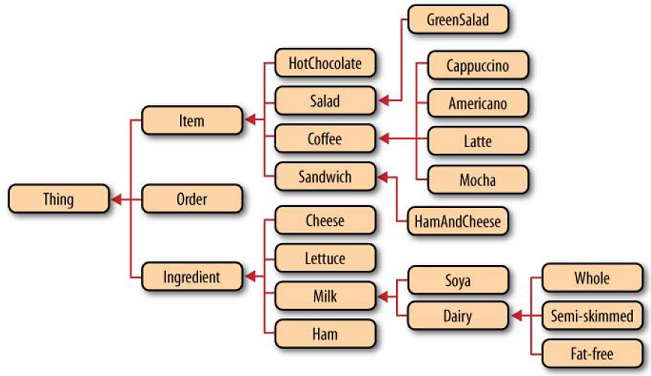 GreenSalad
HotChocolate
Cappuccino
Salad
Americano
Item
Coffee
Latte
Sandwich
Mocha
Thing
Order
Cheese
HamAndCheese
Lettuce
Ingredient
Soya
Whole
Milk
Dairy
Semi-skimmed
Ham
Fat-free